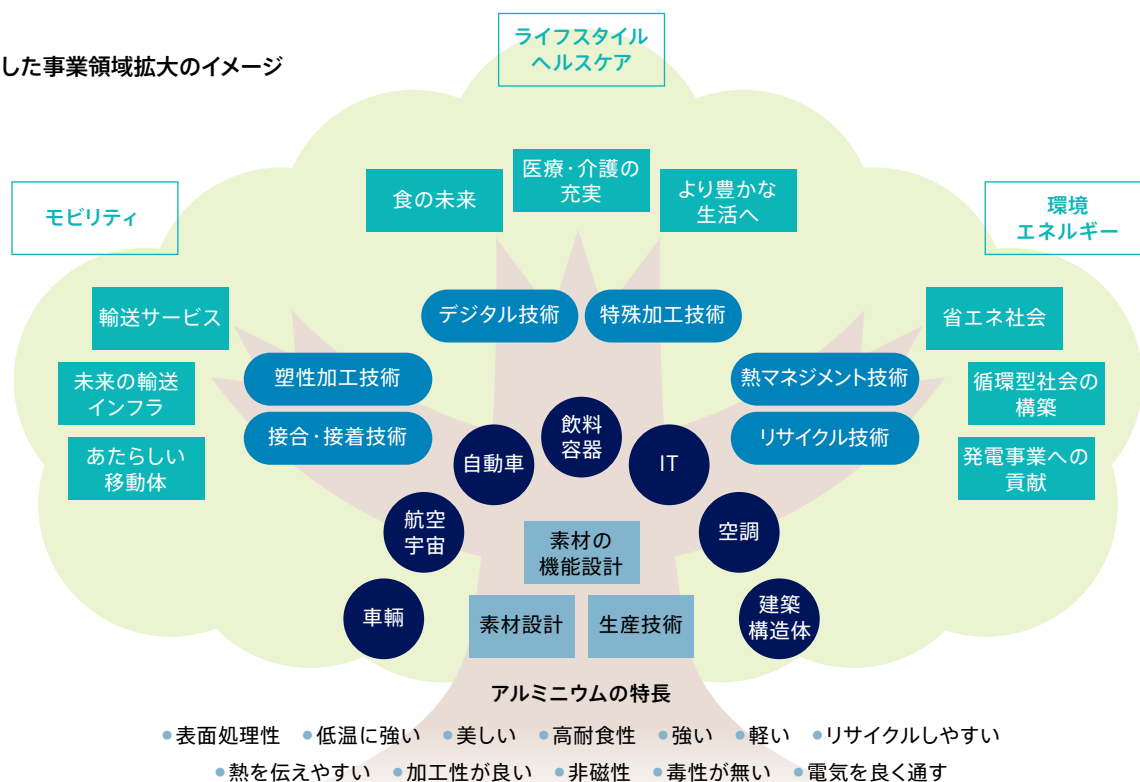 ライフスタイル
ヘルスケア
した事業領域拡大のイメージ
医療・介護の
充実
食の未来
より豊かな
生活へ
モビリティ
環境
エネルギー
輸送サービス
デジタル技術
特殊加工技術
省エネ社会
未来の輸送
インフラ
塑性加工技術
熱マネジメント技術
循環型社会の
構築
接合・接着技術
リサイクル技術
あたらしい
移動体
発電事業への
貢献
飲料
容器
自動車
IT
航空
宇宙
空調
素材の
機能設計
車輌
素材設計
生産技術
建築
構造体
アルミニウムの特長
●表面処理性 ●低温に強い ●美しい ●高耐食性 ●強い ●軽い ●リサイクルしやすい
●熱を伝えやすい ●加工性が良い ●非磁性 ●毒性が無い ●電気を良く通す